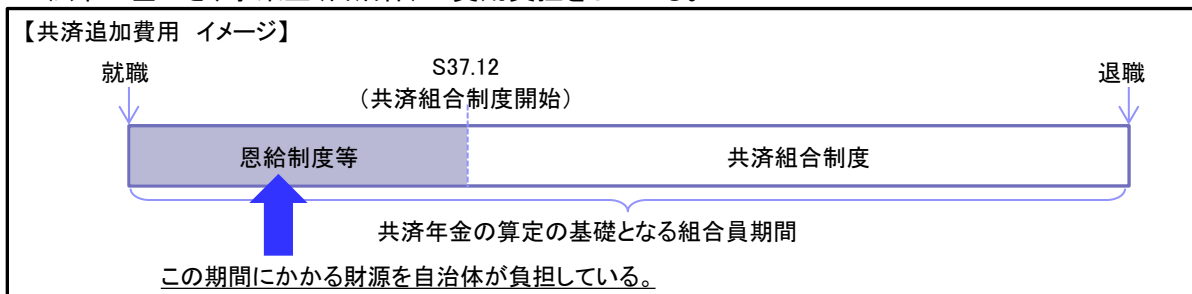 【共済追加費用 イメージ】
就職
S37.12
(共済組合制度開始)
退職
恩給制度等
共済組合制度
共済年金の算定の基礎となる組合員期間
この期間にかかる財源を自治体が負担している。